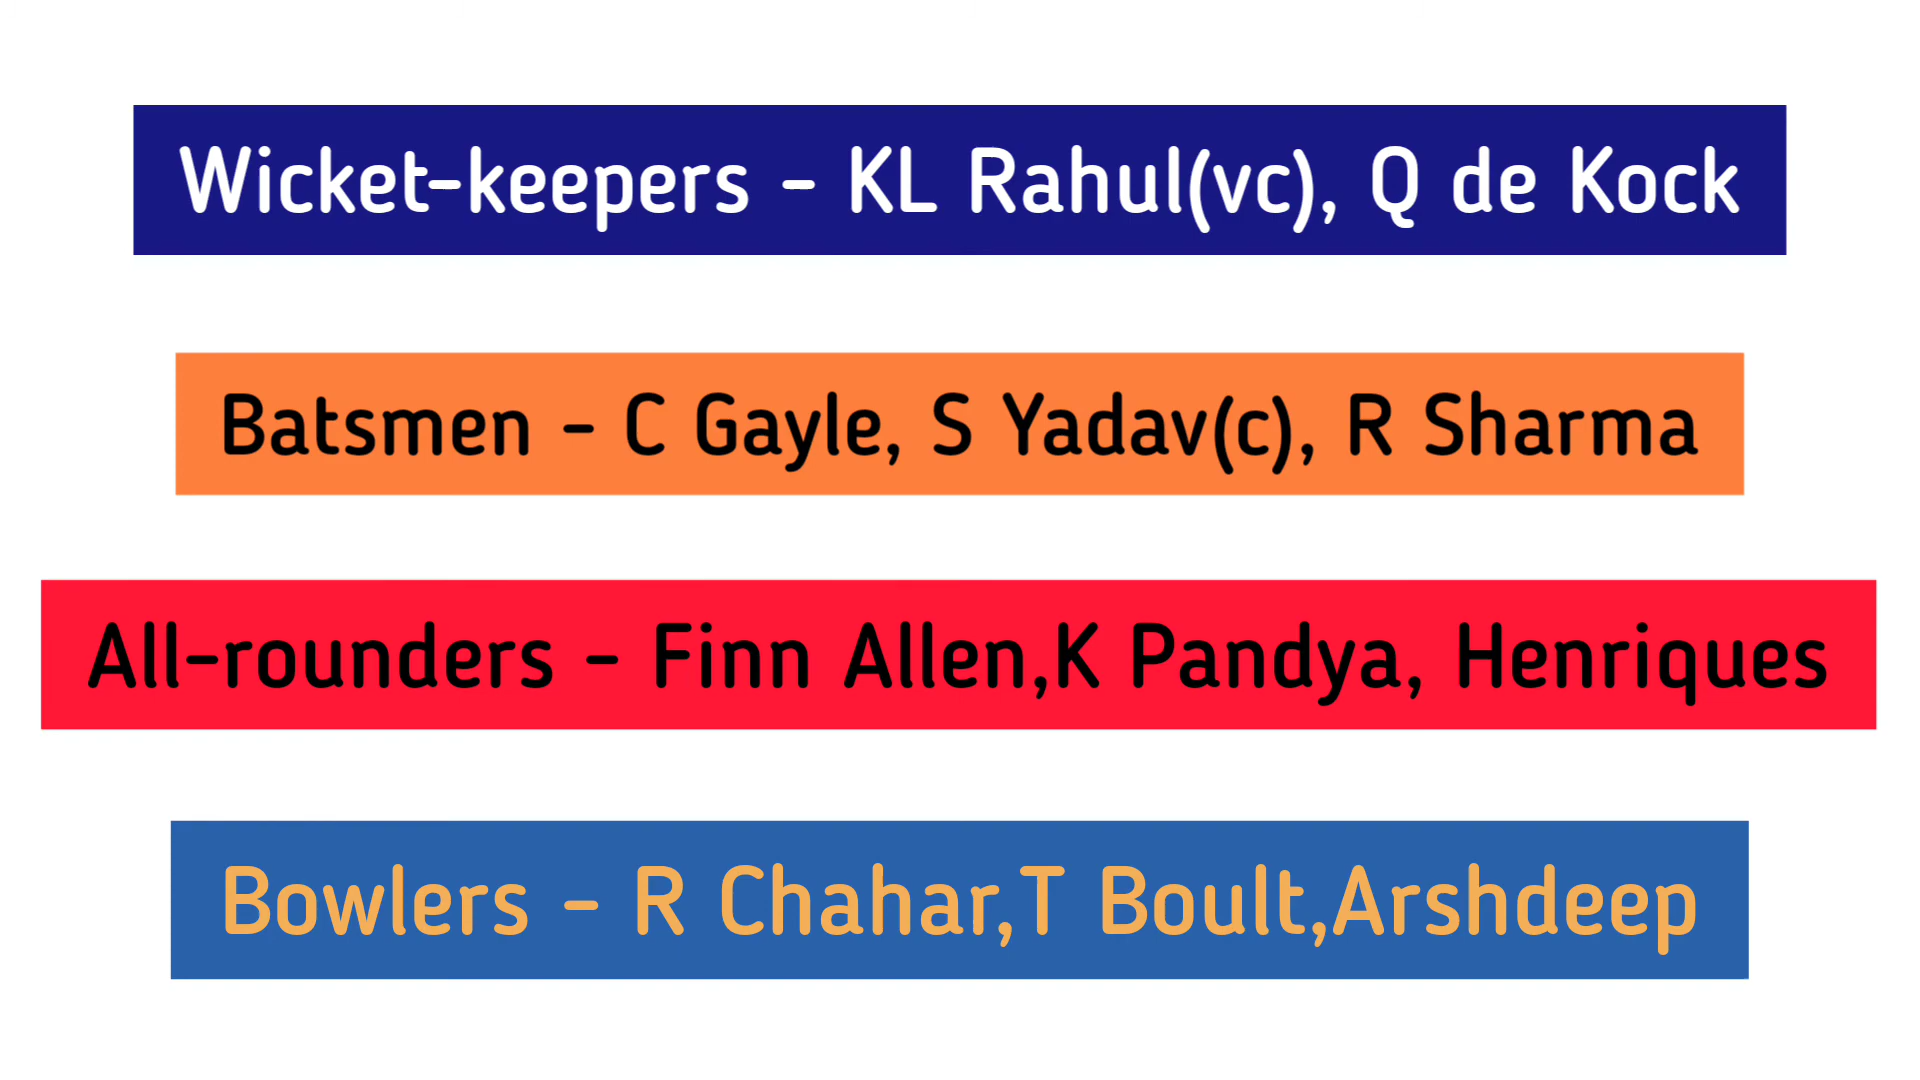 Wicket-keepers - KL Rahul(vc), Q de Kock
Batsmen - C Gayle, S Yadav(c), R Sharma
All-rounders - Finn Allen,K Pandya, Henriques
Bowlers - R Chahar,T Boult,Arshdeep